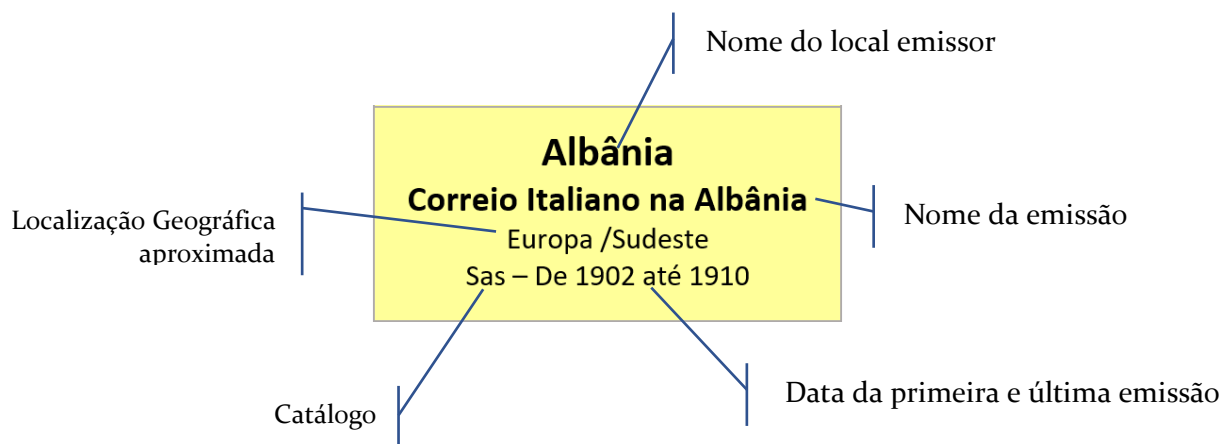 Nome do local emissor
Albânia
Correio Italiano na Albânia
Europa /Sudeste
Sas – De 1902 até 1910
Localização Geográfica
aproximada
Nome da emissão
Catálogo
Data da primeira e última emissão